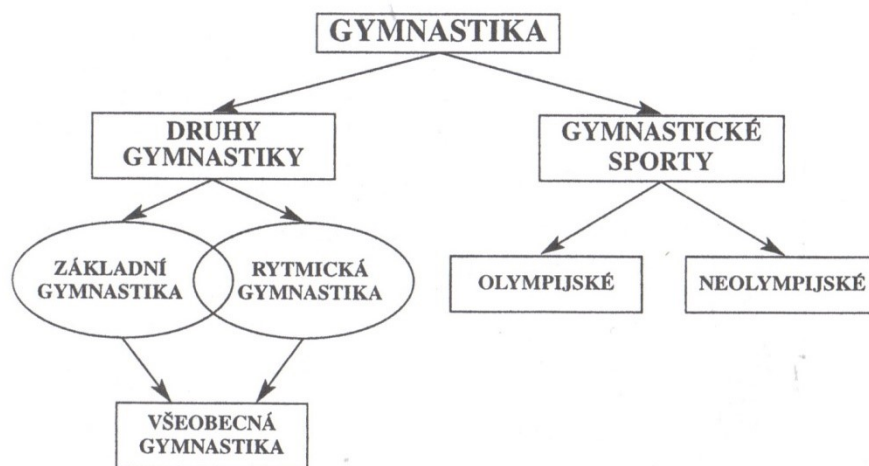 GYMNASTIKA
DRUHY
GYMNASTIKY
GYMNASTICKÉ
SPORTY
ZÁKLADNÍ
GYMNASTIKA
RYTMICKÁ
GYMNASTIKA
OLYMPIJSKÉ
NEOLYMPIJSKÉ
VŠEOBECNÁ
GYMNASTIKA